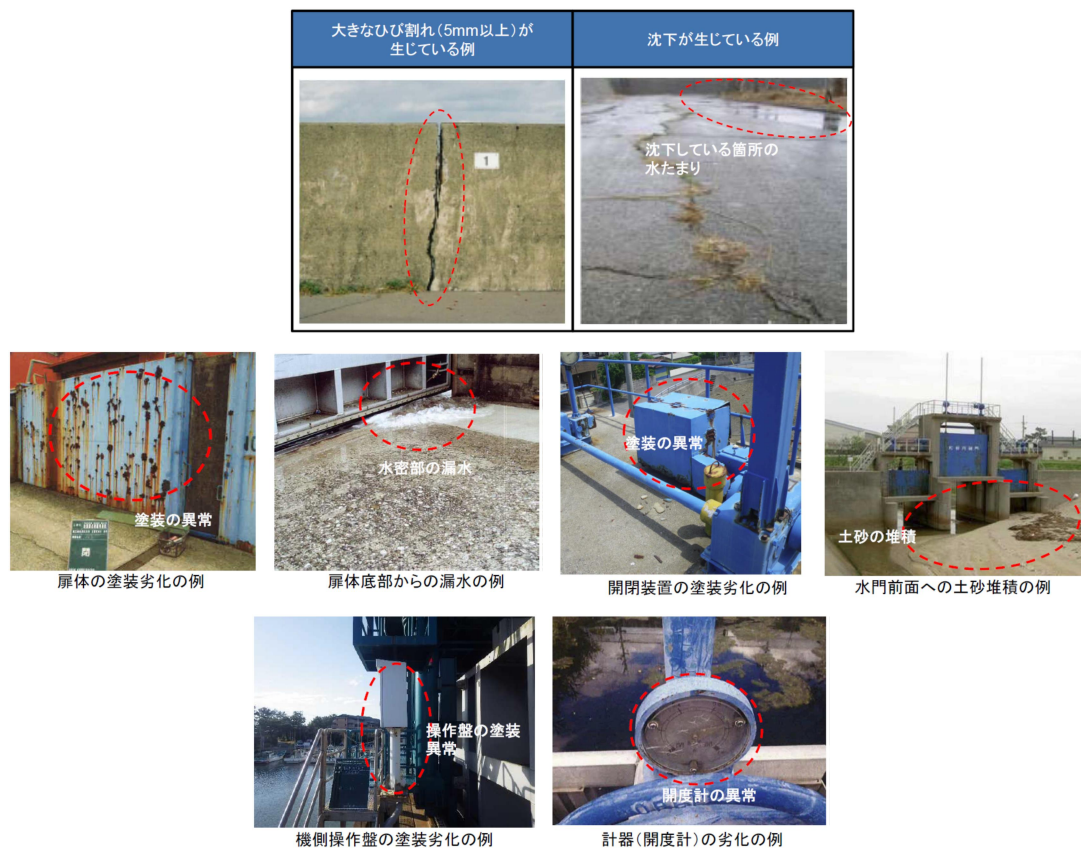 大きなひび割れ(5mm以上)が
生じている例
沈下が生じている例
1
沈下している箇所の
水たまり
塗装の異常
閉
扉体の塗装劣化の例
水密部の漏水
扉体底部からの漏水の例
塗装の異常
開閉装置の塗装劣化の例
土砂の堆積
水門前面への土砂堆積の例
操作盤の塗装
異常
機側操作盤の塗装劣化の例
開度計の異常
計器(開度計)の劣化の例